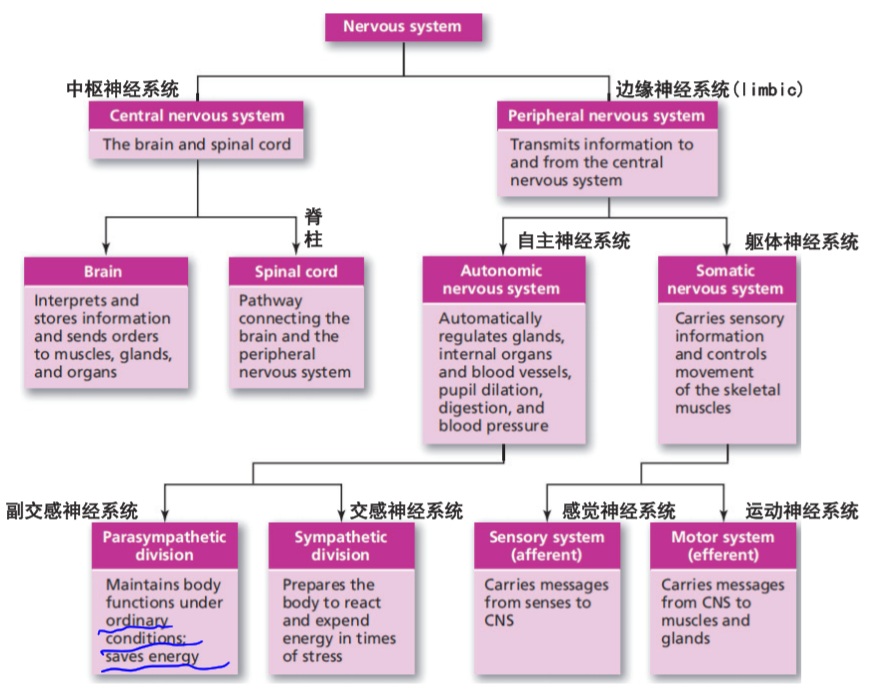 Nervous system
中枢神经系统
边缘神经系统(limbic)
Central nervous system
The brain and spinal cord
Peripheral nervous system
Transmits information to
and from the central
nervous system
脊
柱
自主神经系统
躯体神经系统
Brain
Interprets and
stores information
and sends orders
to muscles, glands,
and organs
Spinal cord
Pathway
connecting the
brain and the
peripheral
nervous system
Autonomic
nervous system
Automatically
regulates glands,
internal organs
and blood vessels,
pupil dilation,
digestion, and
blood pressure
Somatic
nervous system
Carries sensory
information
and controls
movement
of the skeletal
muscles
副交感神经系统
交感神经系统
感觉神经系统
运动神经系统
Parasympathetic
division
Maintains body
functions under
ordinary
conditions;
saves energy
Sympathetic
division
Prepares the
body to react
and expend
energy in times
of stress
Sensory system
(afferent)
Carries messages
from senses to
CNS
Motor system
(efferent)
Carries messages
from CNS to
muscles and
glands